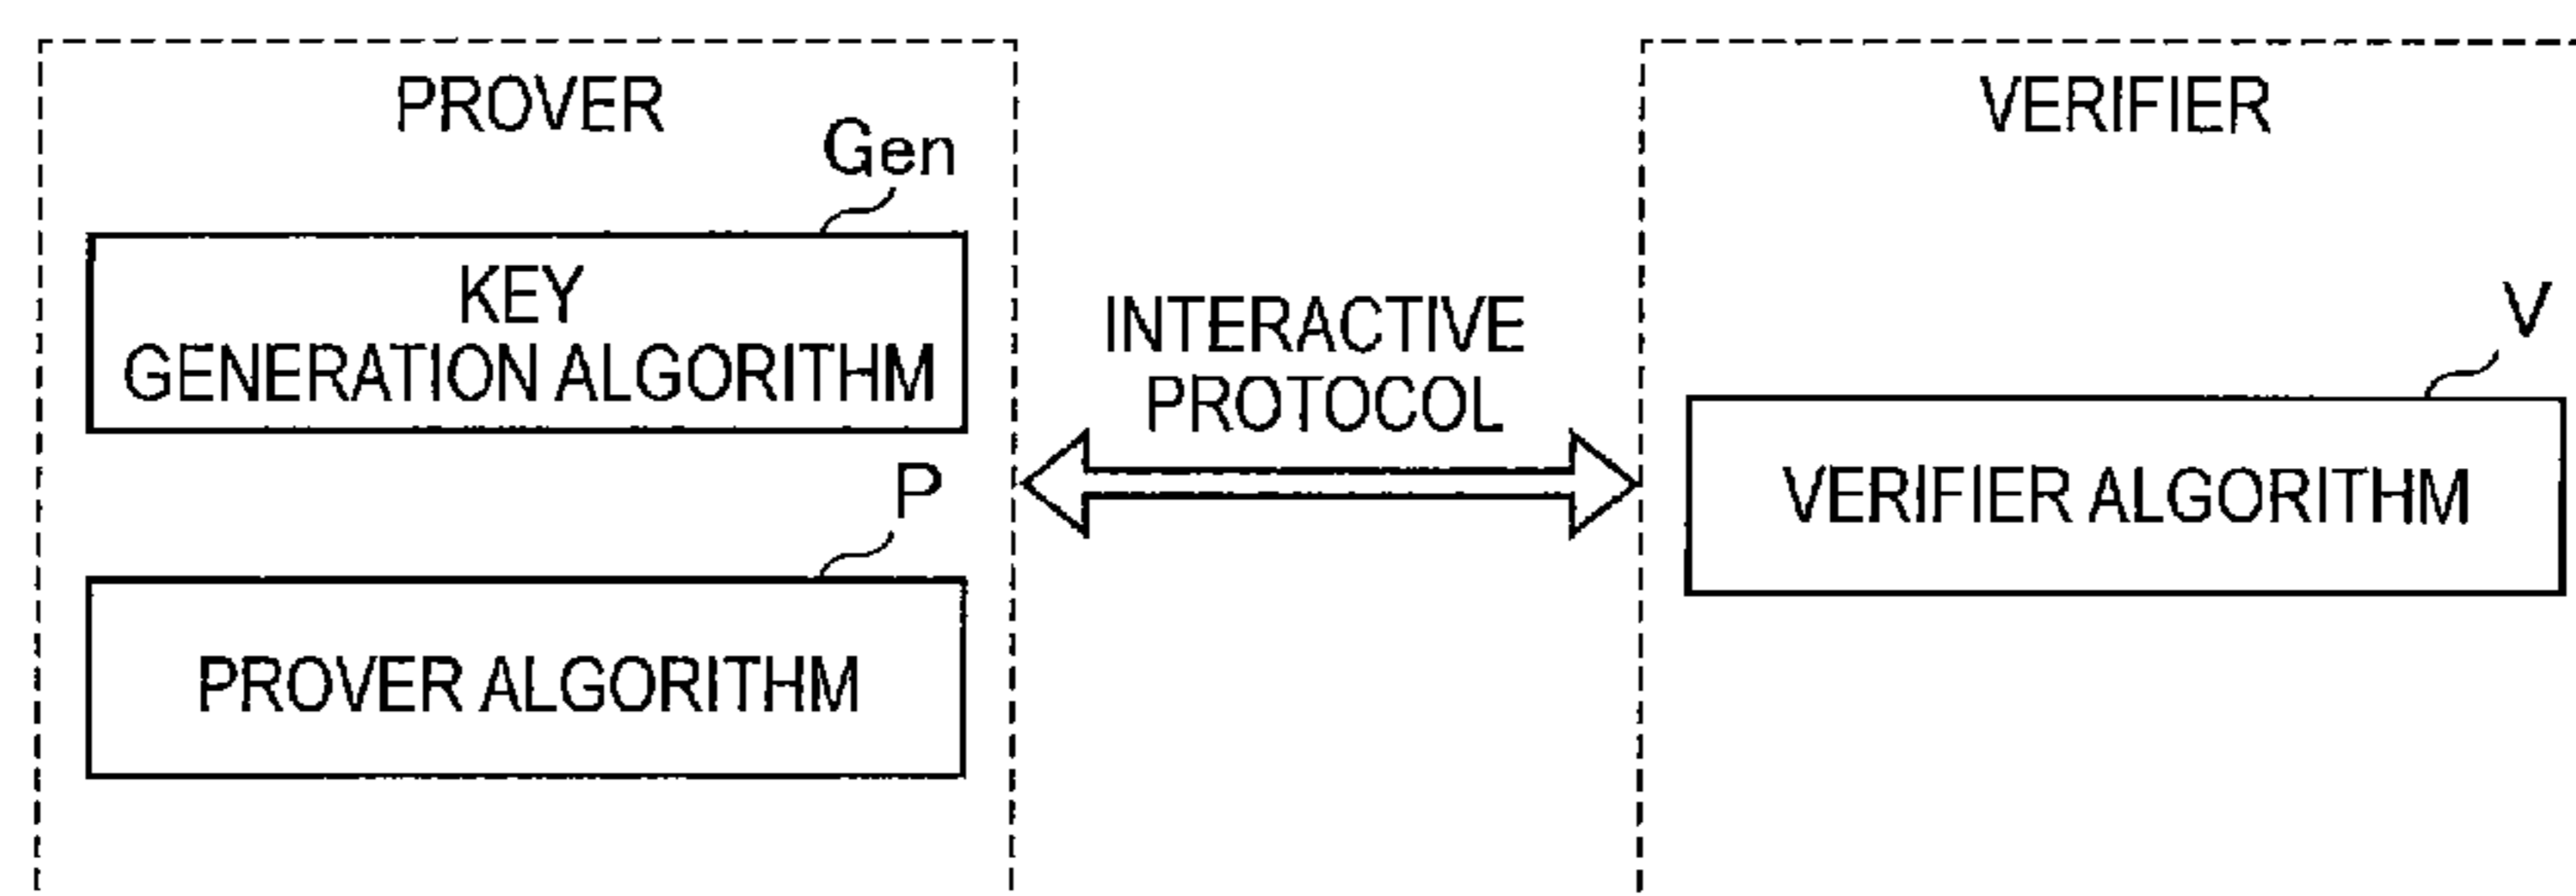 PROVER
Gen
KEY
GENERATION ALGORITHM
P
PROVER ALGORITHM
INTERACTIVE
PROTOCOL
VERIFIER
V
VERIFIER ALGORITHM